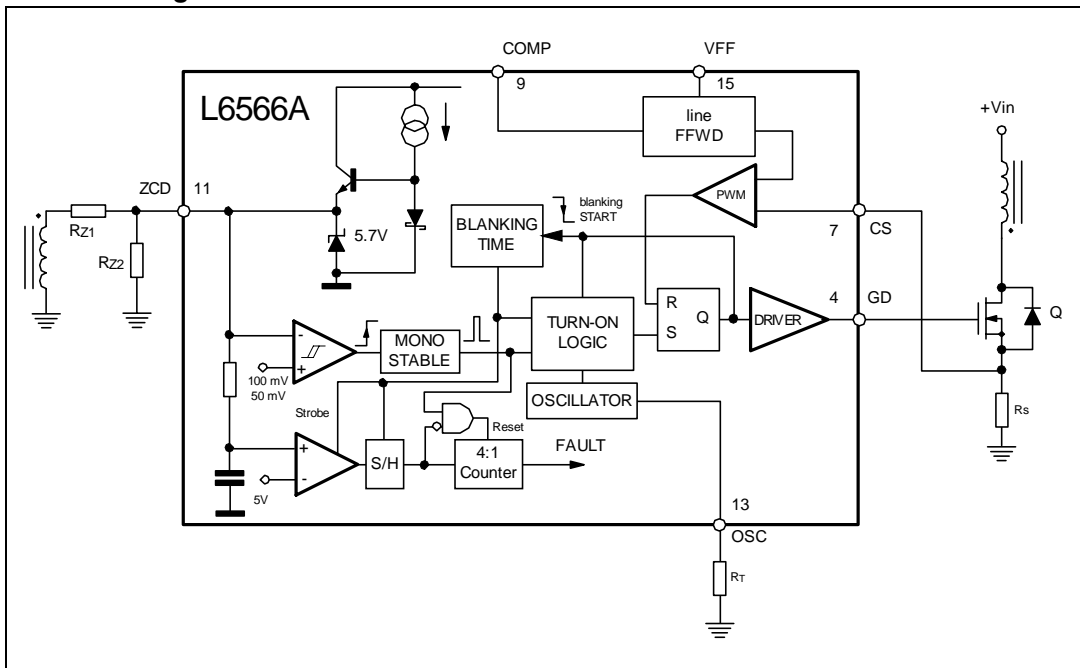 COMP
VFF
9
15
L6566A
line
FFWD
+Vin
ZCD
11
PWM
blanking
START
BLANKING
TIME
7
CS
RZ1
5.7V
RZ2
4
GD
R
S
Q
DRIVER
Q
TURN-ON
LOGIC
-
+
MONO
STABLE
100 mV
50 mV
OSCILLATOR
Rs
Strobe
Reset
FAULT
+
-
S/H
4:1
Counter
5V
13
OSC
RT